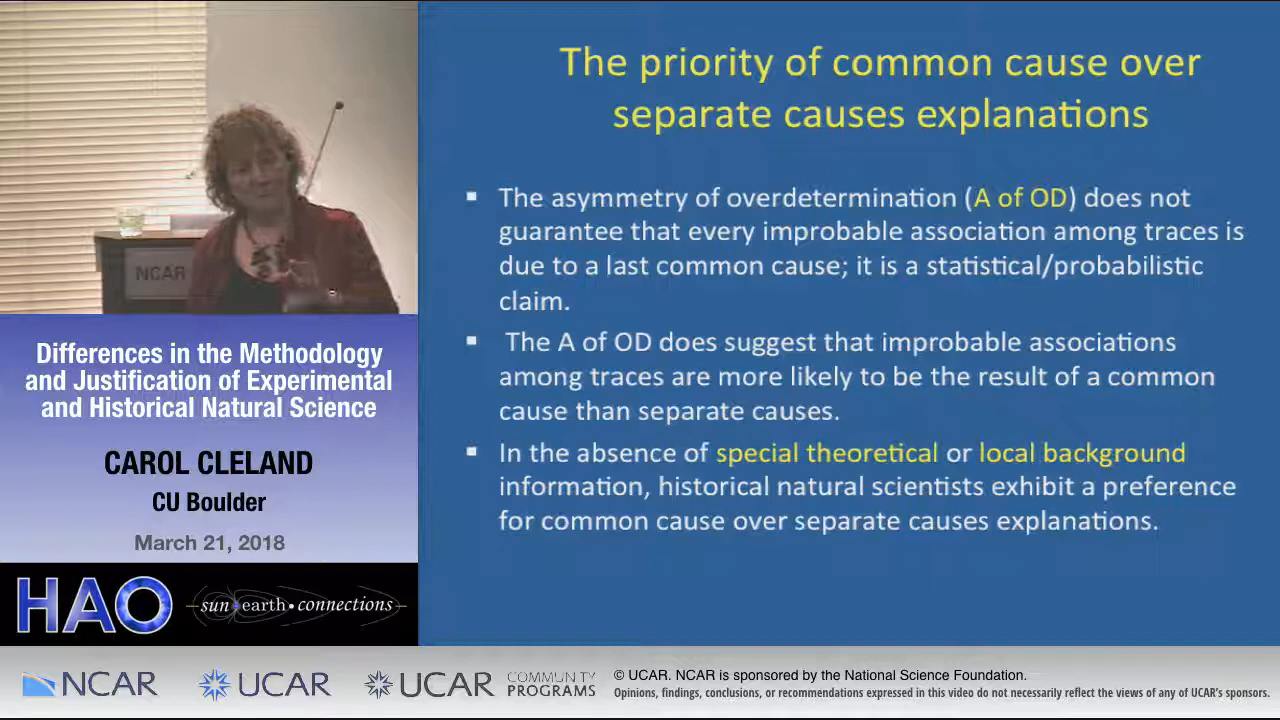 The priority of common cause over
separate causes explanations
▪ The asymmetry of overdetermination (A of OD) does not
guarantee that every improbable association among traces is
due to a last common cause; it is a statistical/probabilistic
claim.
▪ The A of OD does suggest that improbable associations
among traces are more likely to be the result of a common
cause than separate causes.
▪ In the absence of special theoretical or local background
information, historical natural scientists exhibit a preference
for common cause over separate causes explanations.
NCAR
Differences in the Methodology
and Justification of Experimental
and Historical Natural Science
CAROL CLELAND
CU Boulder
March 21, 2018
HAO
sun•earth•connections
NCAR
UCAR
UCAR
COMMUNITY
PROGRAMS
© UCAR. NCAR is sponsored by the National Science Foundation.
Opinions, findings, conclusions, or recommendations expressed in this video do not necessarily reflect the views of any of UCAR's sponsors.